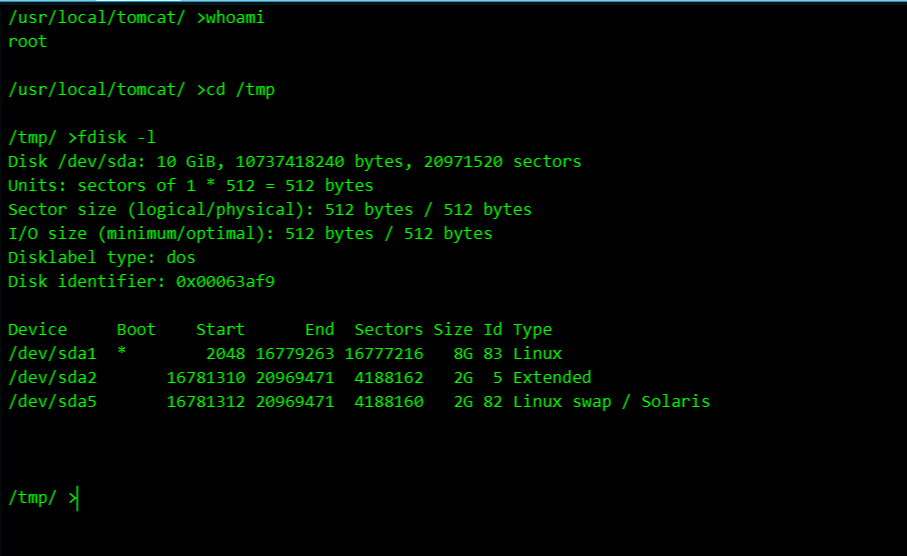 /usr/local/tomcat/ >whoami
root
/usr/local/tomcat/ >cd /tmp
/tmp/ >fdisk -l
Disk /dev/sda: 10 GiB, 10737418240 bytes, 20971520 sectors
Units: sectors of 1 * 512 = 512 bytes
Sector size (logical/physical): 512 bytes / 512 bytes
I/O size (minimum/optimal): 512 bytes / 512 bytes
Disklabel type: dos
Disk identifier: 0x00063af9
Device     Boot    Start      End  Sectors Size Id Type
/dev/sda1  *        2048 16779263 16777216   8G 83 Linux
/dev/sda2       16781310 20969471  4188162   2G  5 Extended
/dev/sda5       16781312 20969471  4188160   2G 82 Linux swap / Solaris
/tmp/ >